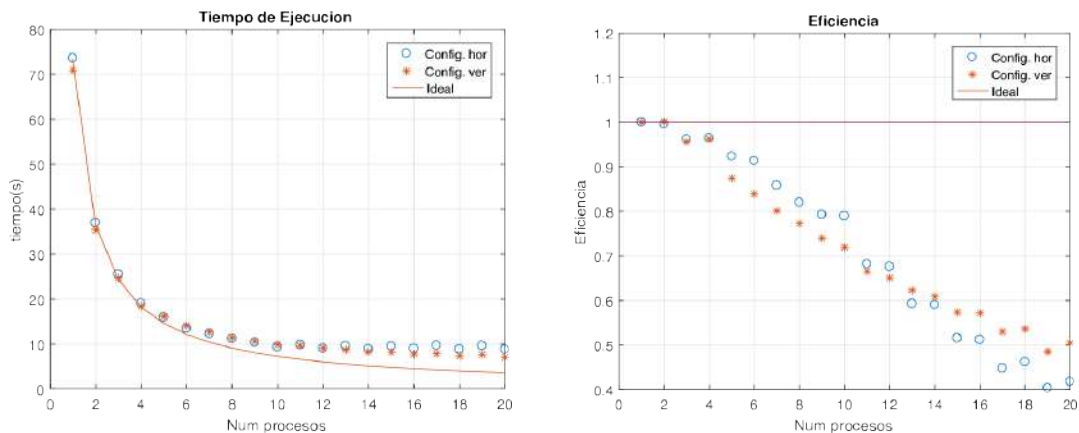 Tiempo de Ejecucion
80
70
60
50
40
30
20
10
0
tiempo(s)
Config. hor
Config. ver
Ideal
0 2 4 6 8 10 12 14 16 18 20
Num procesos
Eficiencia
1.2
1.1
1
0.9
0.8
0.7
0.6
0.5
0.4
Eficiencia
Config. hor
Config. ver
Ideal
0 2 4 6 8 10 12 14 16 18 20
Num procesos